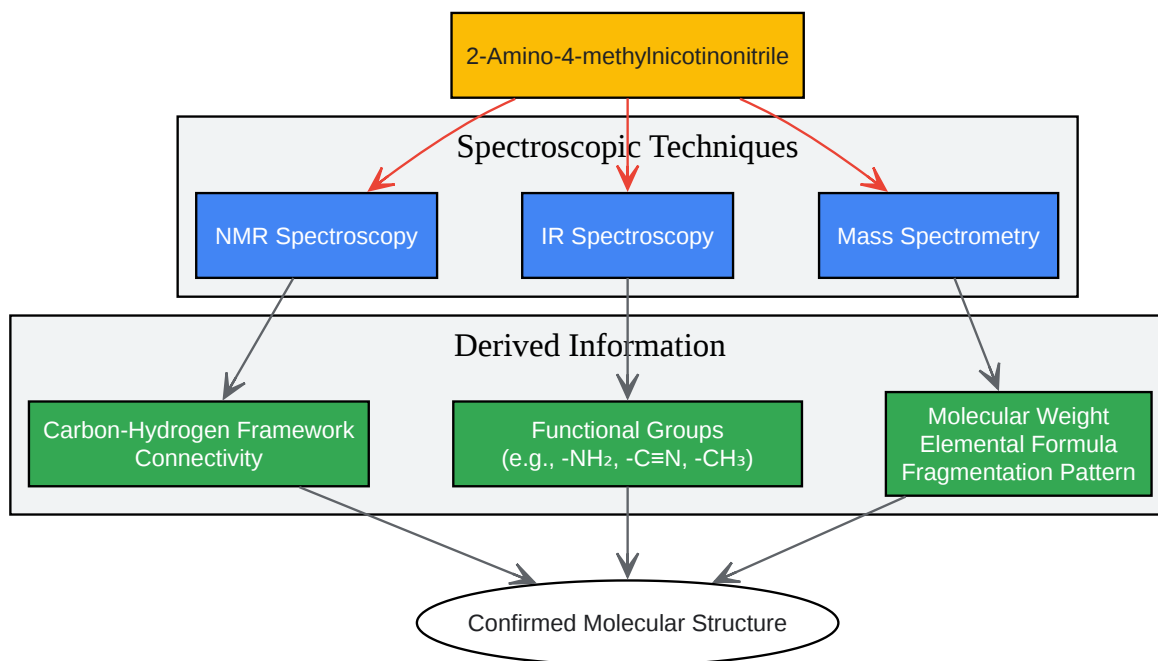 2-Amino-4-methylnicotinonitrile
Spectroscopic Techniques
NMR Spectroscopy
IR Spectroscopy
Mass Spectrometry
Derived Information
Carbon-Hydrogen Framework
Connectivity
Functional Groups
(e.g., -NH₂, -C≡N, -CH₃)
Molecular Weight
Elemental Formula
Fragmentation Pattern
Confirmed Molecular Structure